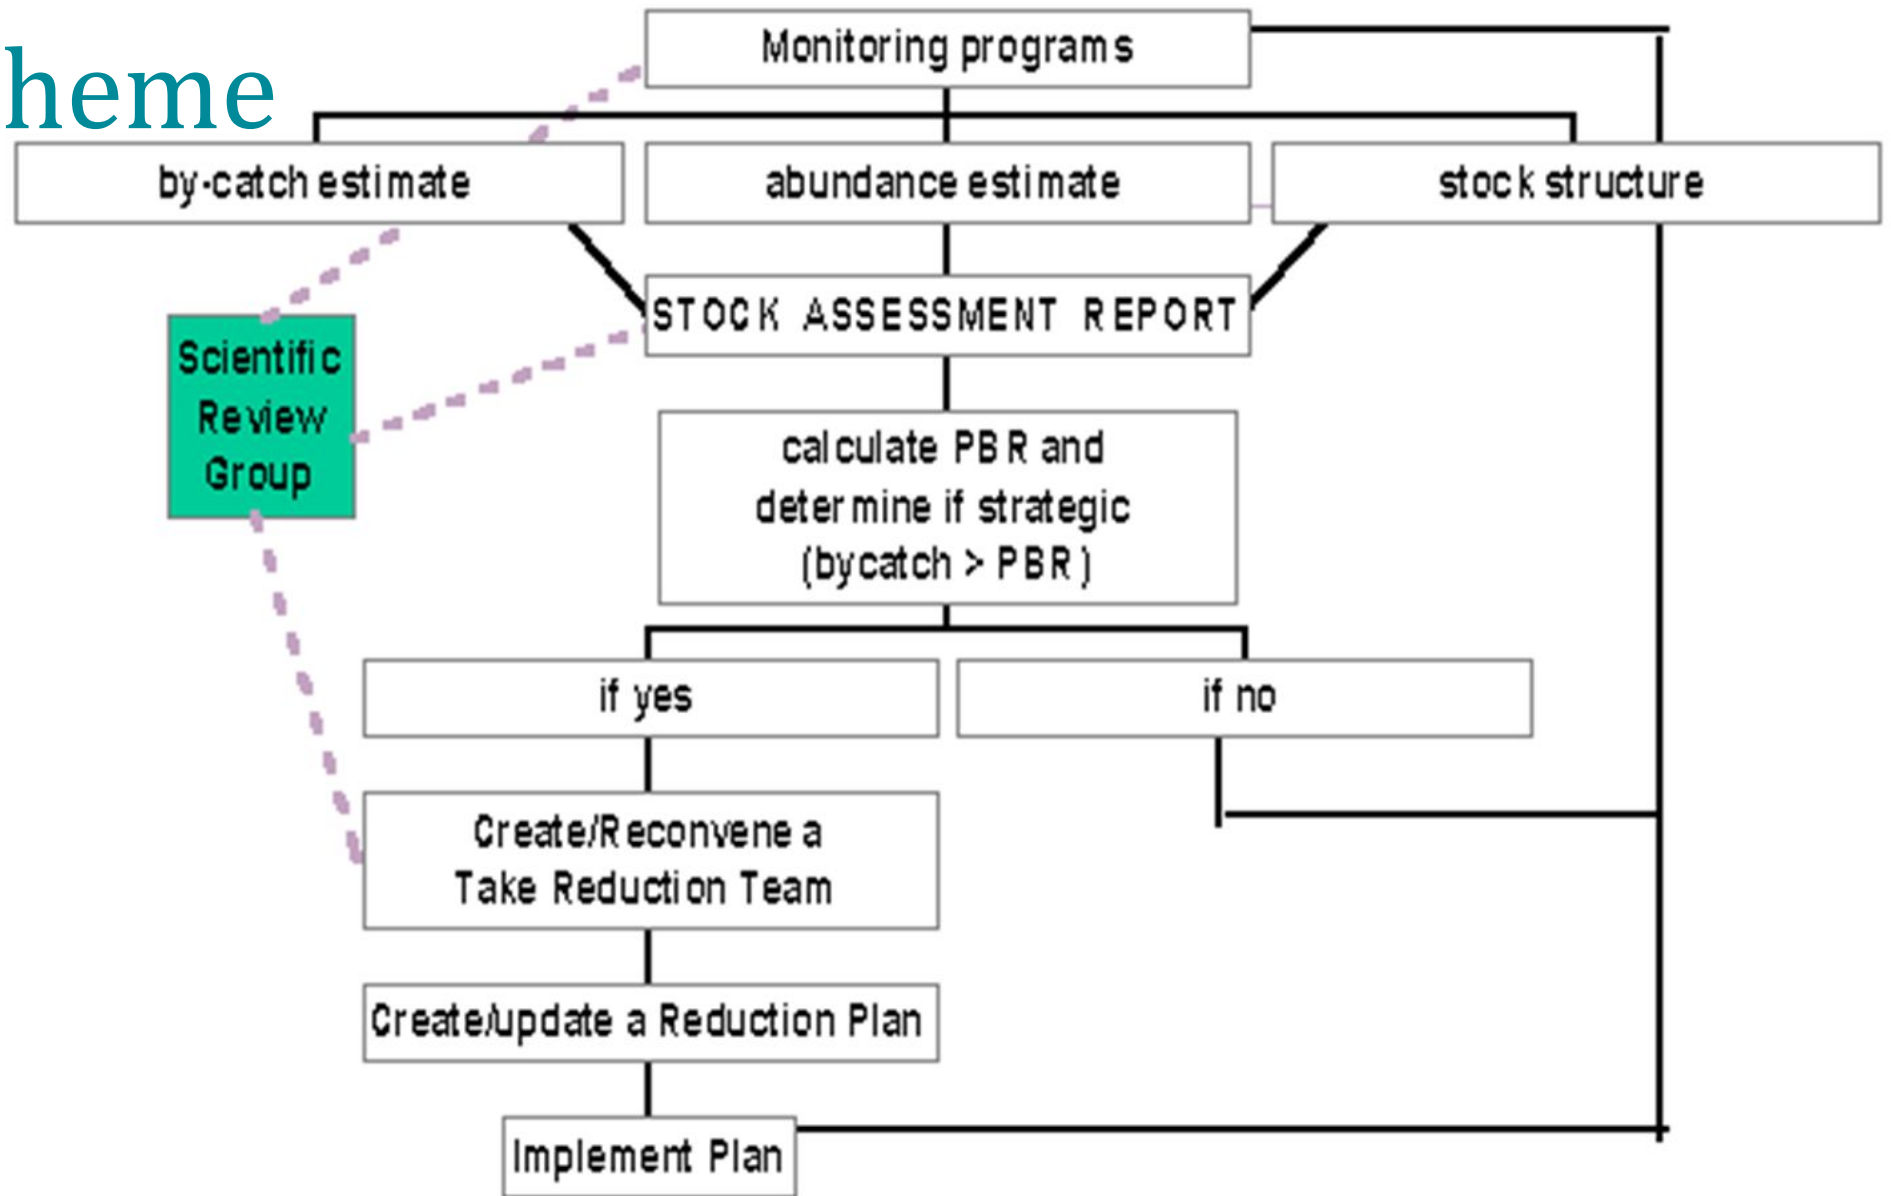 heme
Monitoring programs
by-catch estimate
abundance estimate
stock structure
STOCK ASSESSMENT REPORT
Scientific
Review
Group
calculate PBR and
determine if strategic
(bycatch > PBR)
if yes
if no
Create/Reconvene a
Take Reduction Team
Create/update a Reduction Plan
Implement Plan